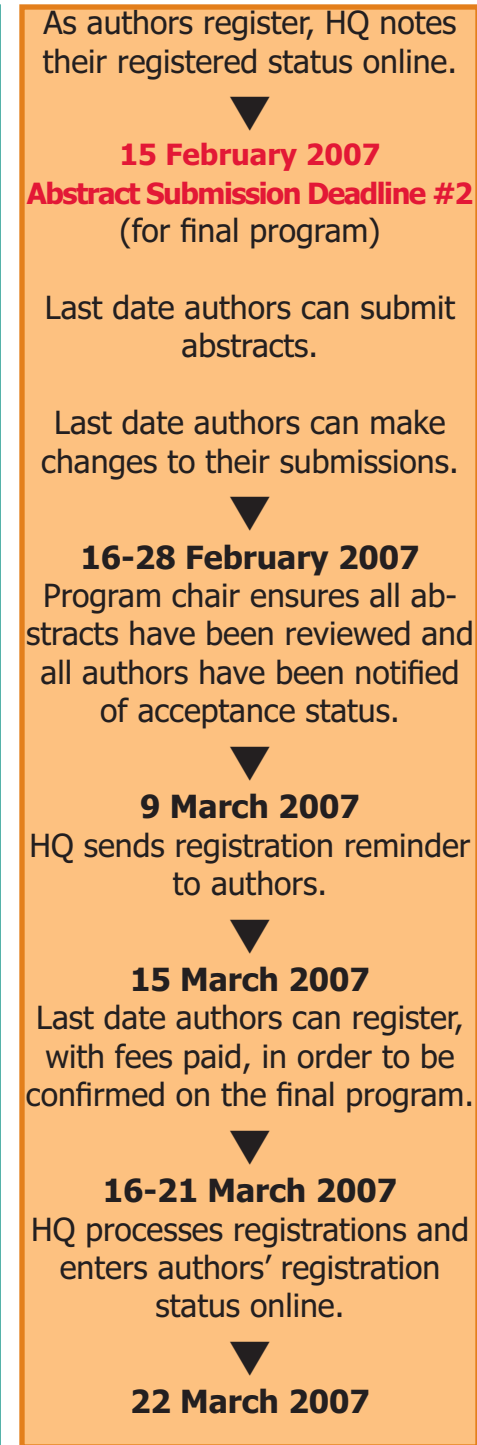 As authors register, HQ notes
their registered status online.
15 February 2007
Abstract Submission Deadline #2
(for final program)
Last date authors can submit
abstracts.
Last date authors can make
changes to their submissions.
16-28 February 2007
Program chair ensures all ab-
stracts have been reviewed and
all authors have been notified
of acceptance status.
9 March 2007
HQ sends registration reminder
to authors.
15 March 2007
Last date authors can register,
with fees paid, in order to be
confirmed on the final program.
16-21 March 2007
HQ processes registrations and
enters authors’ registration
status online.
22 March 2007